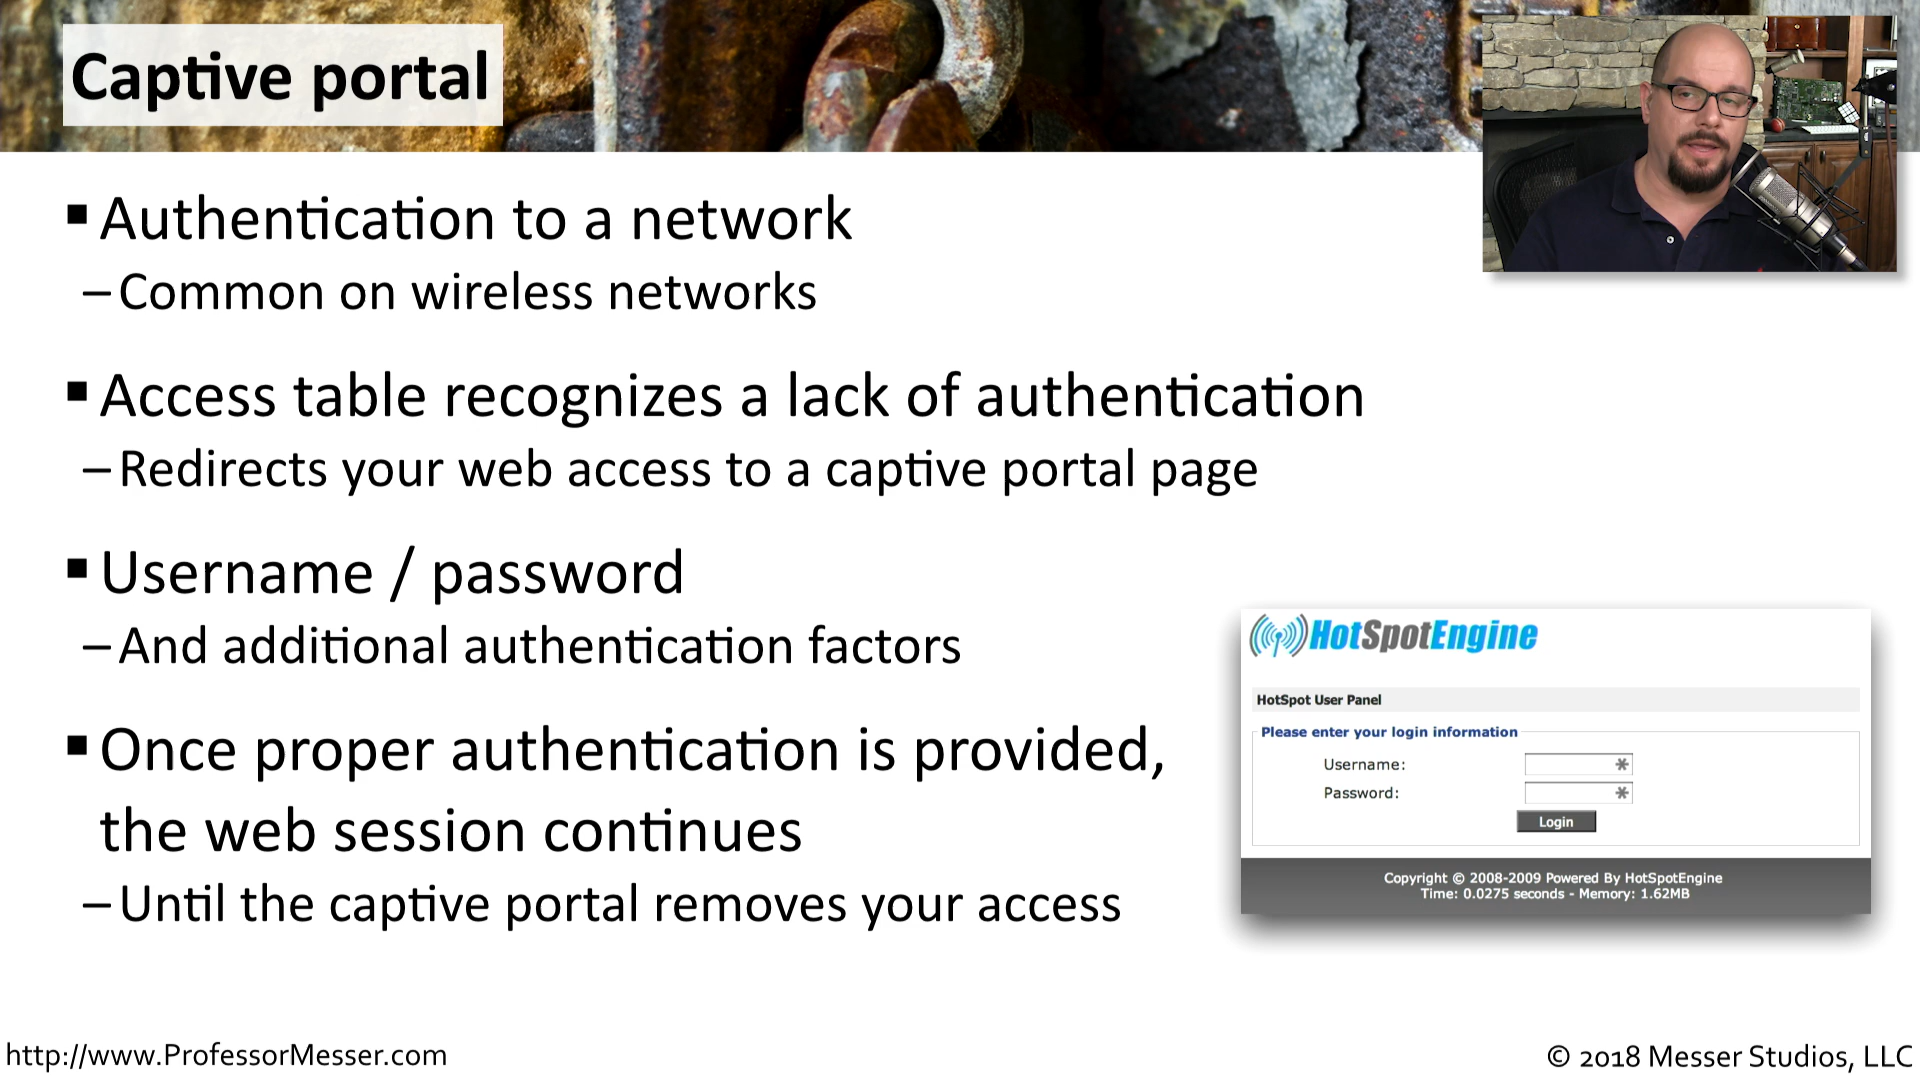 Captive portal
▪ Authentication to a network
– Common on wireless networks
▪ Access table recognizes a lack of authentication
– Redirects your web access to a captive portal page
▪ Username / password
– And additional authentication factors
▪ Once proper authentication is provided,
the web session continues
– Until the captive portal removes your access
HotSpotEngine
HotSpot User Panel
Please enter your login information
Username: *
Password: *
Login
Copyright © 2008-2009 Powered By HotSpotEngine
Time: 0.0275 seconds - Memory: 1.62MB
http://www.ProfessorMesser.com
© 2018 Messer Studios, LLC